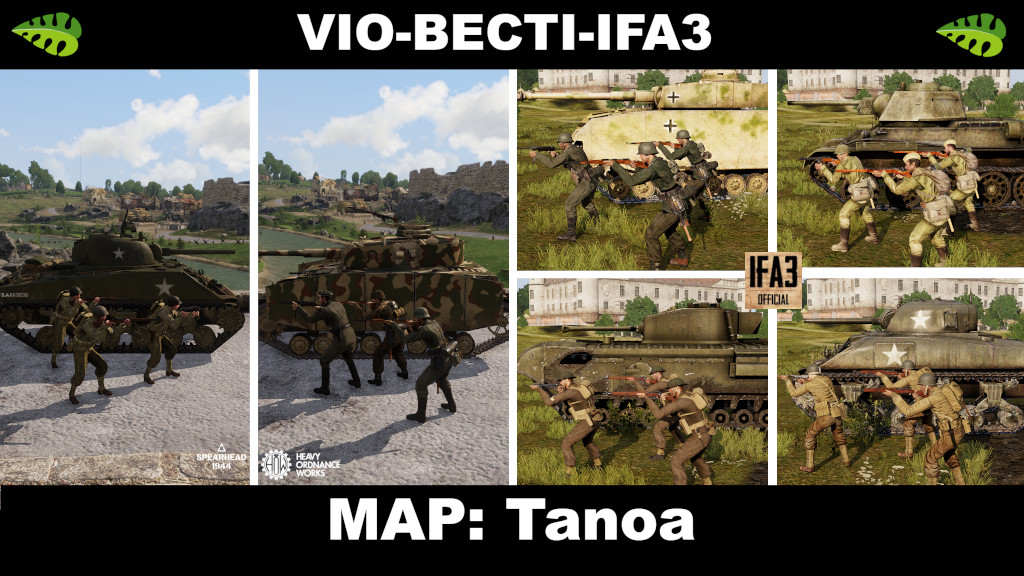 VIO-BECTI-IFA3
SPEARHEAD
1944
HEAVY
ORDNANCE
WORKS
IFA3
OFFICIAL
MAP: Tanoa